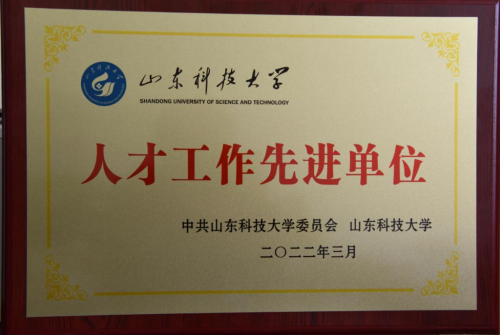 山东科技大学
SHANDONG UNIVERSITY OF SCIENCE AND TECHNOLOGY
人才工作先进单位
中共山东科技大学委员会 山东科技大学
二〇二二年三月